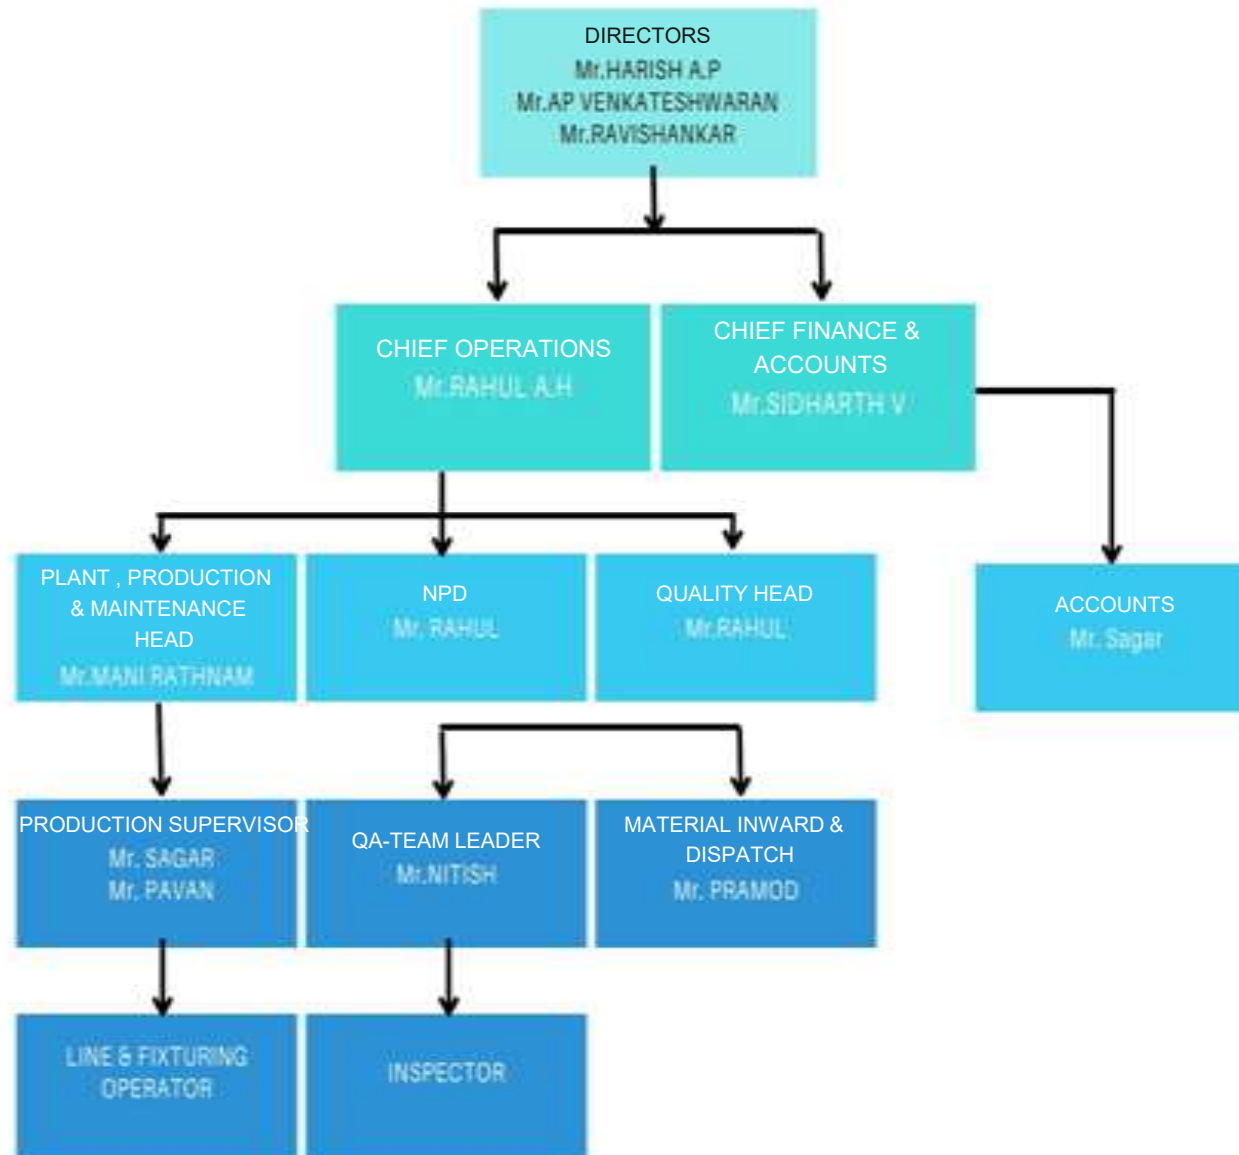 DIRECTORS
Mr.HARISH A.P
Mr.AP VENKATESHWARAN
Mr.RAVISHANKAR
CHIEF OPERATIONS
Mr.RAHUL A.H
CHIEF FINANCE &
ACCOUNTS
Mr.SIDHARTH V
PLANT , PRODUCTION
& MAINTENANCE
HEAD
Mr.MANI RATHNAM
NPD
Mr. RAHUL
QUALITY HEAD
Mr.RAHUL
ACCOUNTS
Mr. Sagar
PRODUCTION SUPERVISOR
Mr. SAGAR
Mr. PAVAN
QA-TEAM LEADER
Mr.NITISH
MATERIAL INWARD &
DISPATCH
Mr. PRAMOD
LINE & FIXTURING
OPERATOR
INSPECTOR